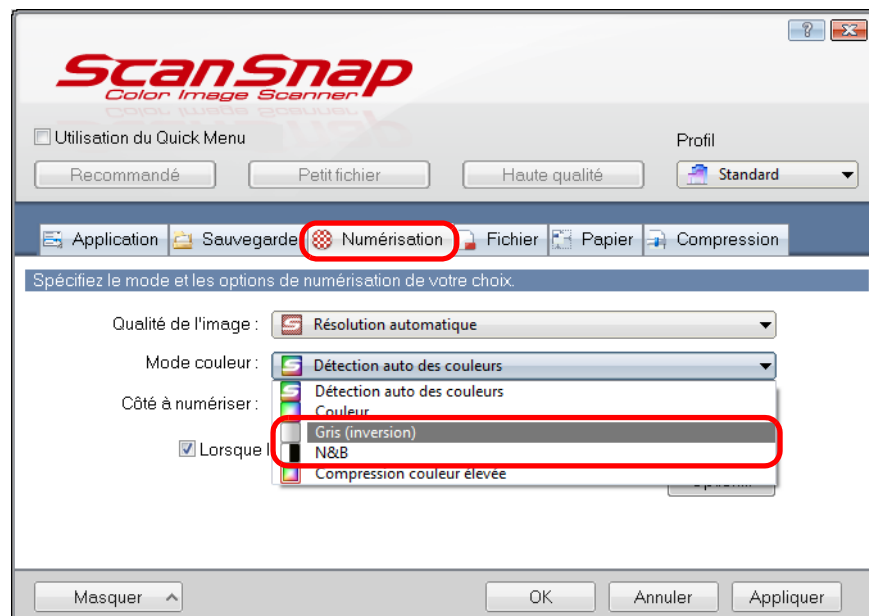 ScanSnap
Color Image Scanner
Utilisation du Quick Menu
Profil
Recommandé
Petit fichier
Haute qualité
Standard
Application
Sauvegarde
Numérisation
Fichier
Papier
Compression
Spécifiez le mode et les options de numérisation de votre choix.
Qualité de l'image :
Résolution automatique
Mode couleur :
Détection auto des couleurs
Détection auto des couleurs
Côté à numériser :
Couleur
Gris (inversion)
Lorsque
N&B
Compression couleur élevée
Masquer
OK
Annuler
Appliquer